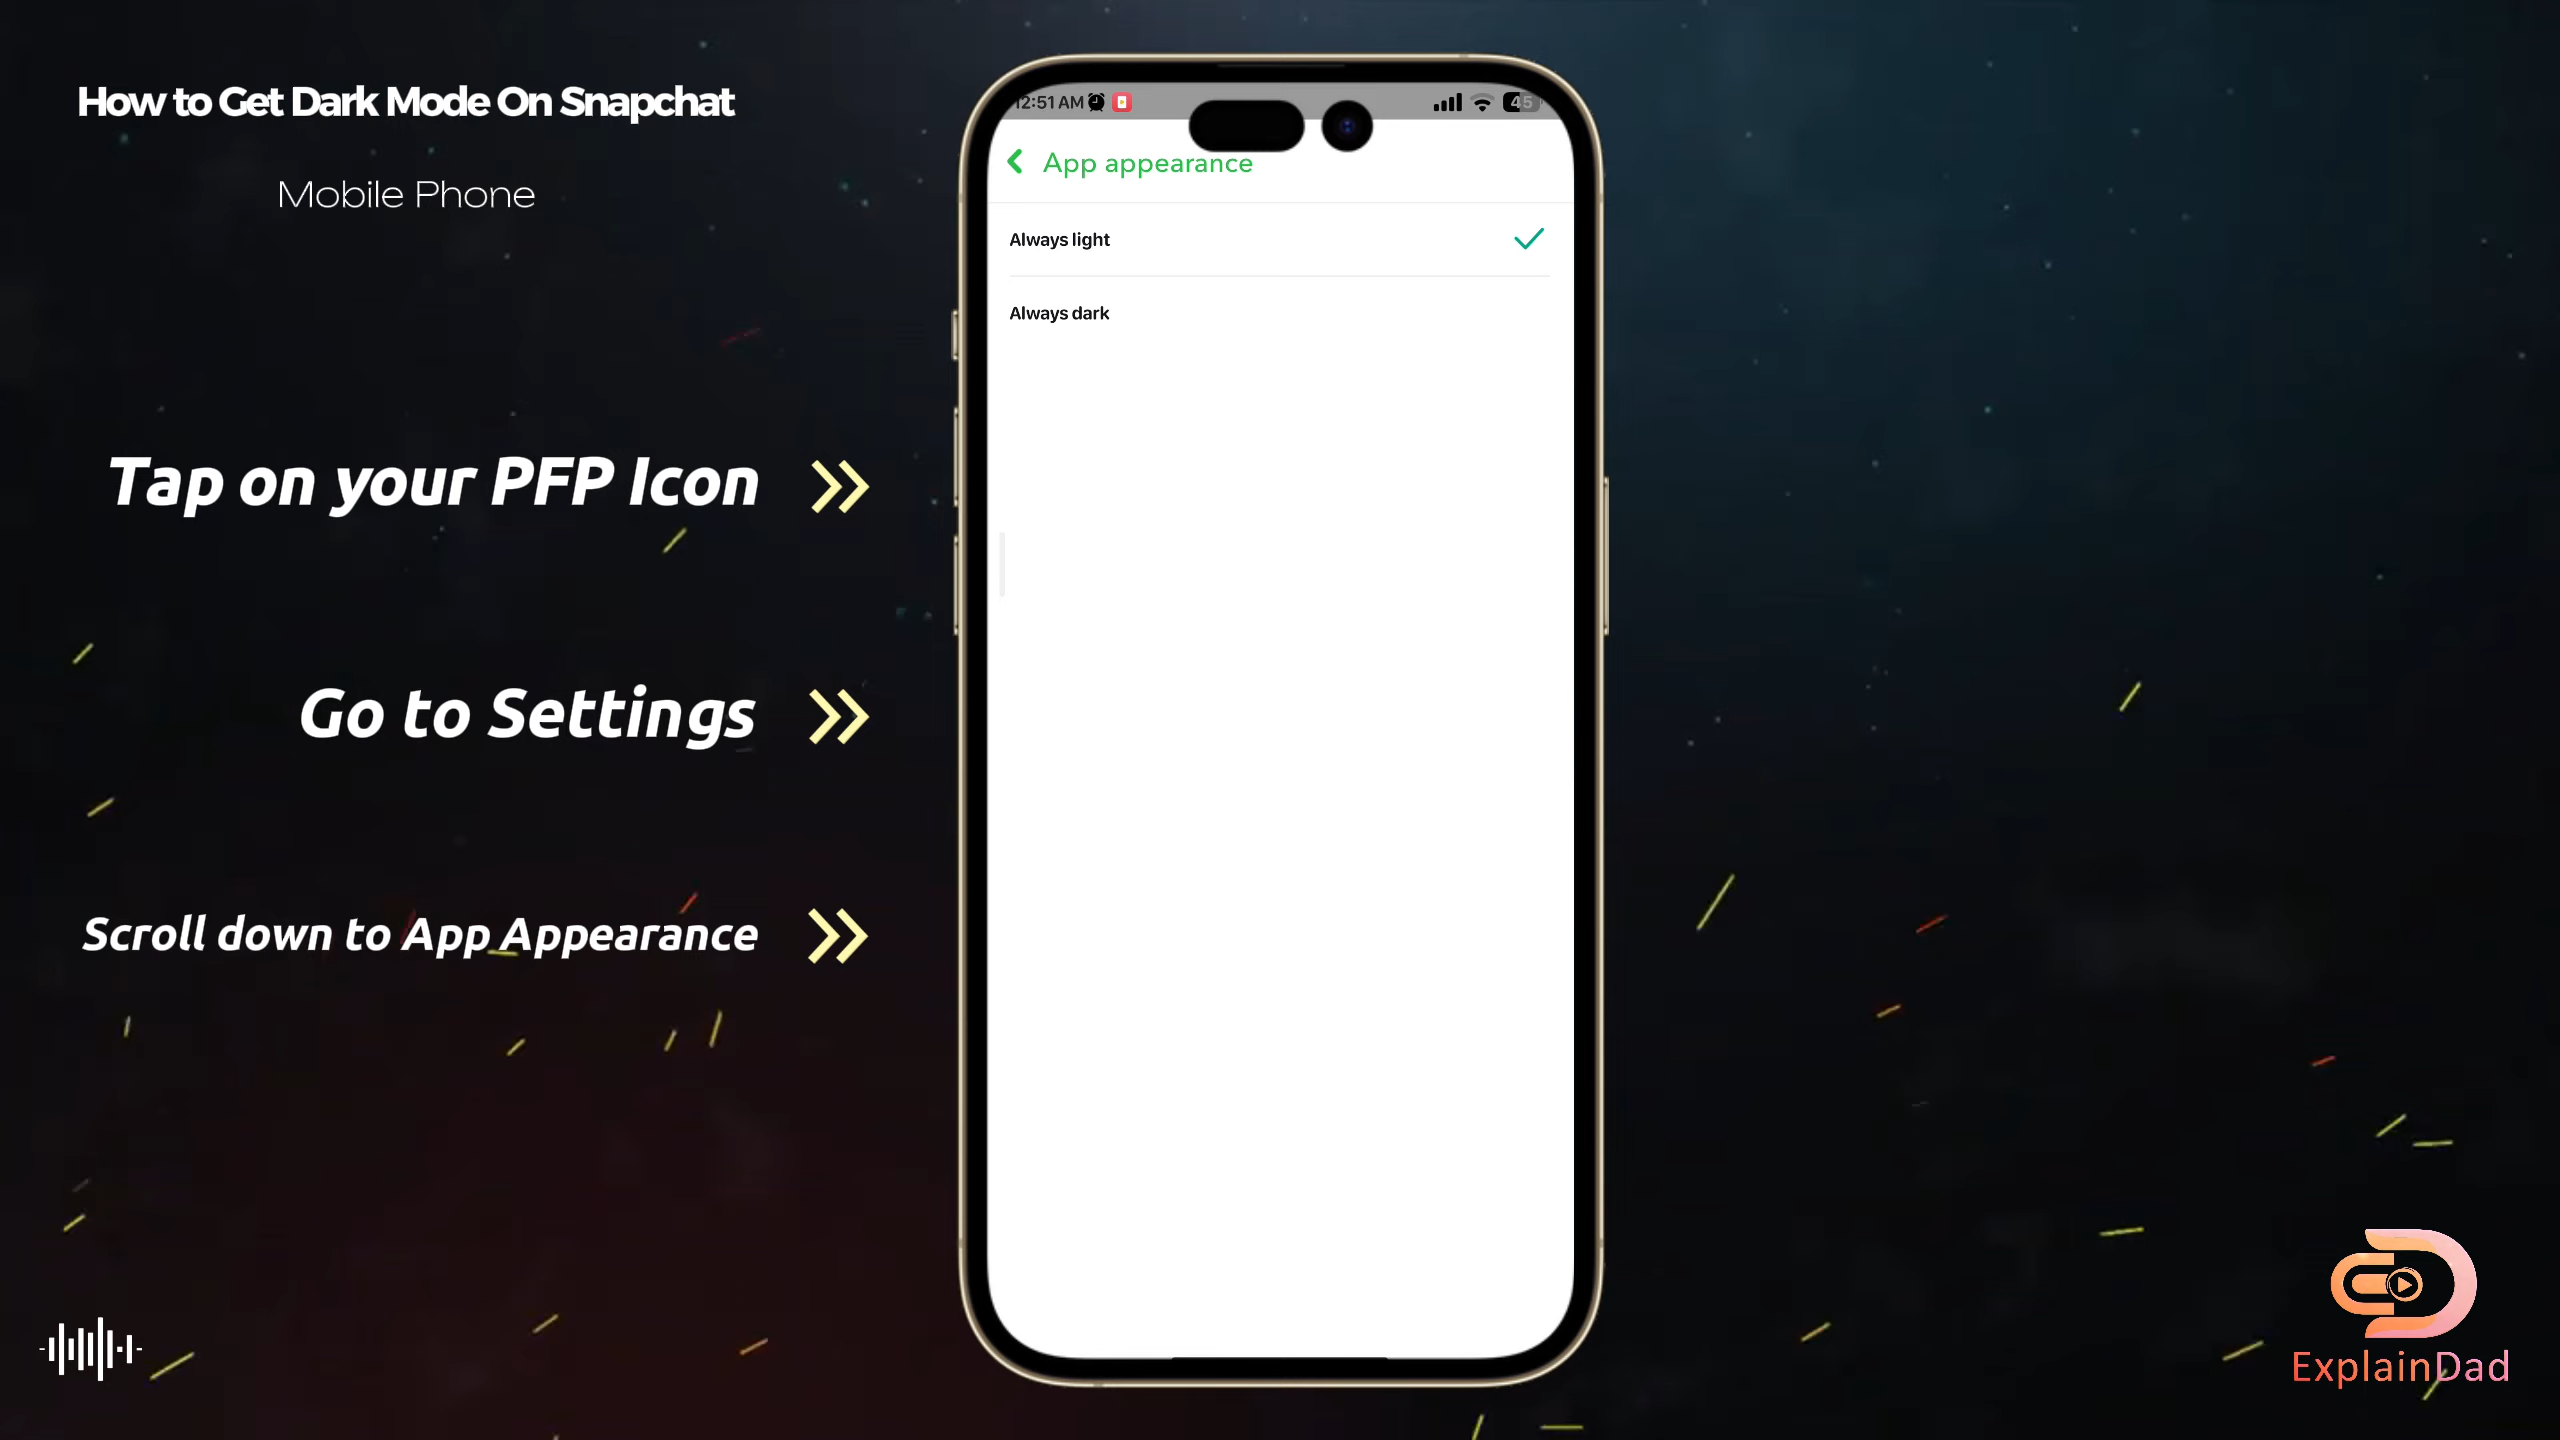 How to Get Dark Mode On Snapchat
Mobile Phone
Tap on your PFP Icon
Go to Settings
Scroll down to App Appearance
12:51 AM
45
App appearance
Always light
Always dark
ExplainDad